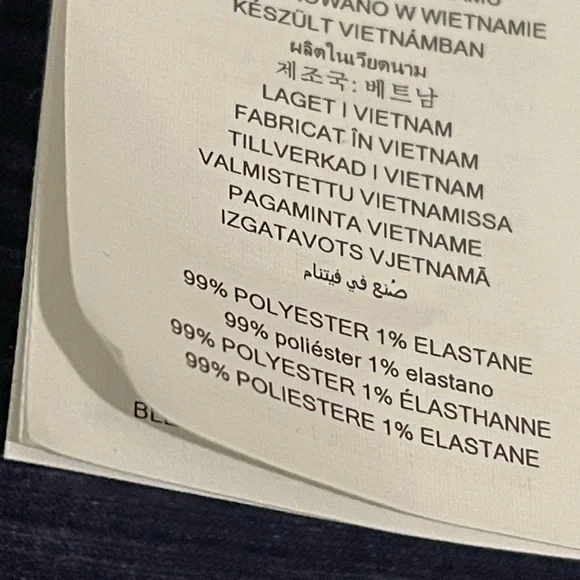 W WIETNAMIE
KÉSZÜLT VIETNÁMBAN
ผลิตในเวียดนาม
제조국: 베트남
LAGET I VIETNAM
FABRICAT ÎN VIETNAM
TILLVERKAD I VIETNAM
VALMISTETTU VIETNAMISSA
PAGAMINTA VIETNAME
IZGATAVOTS VJETNAMĀ
صُنع في فيتنام
99% POLYESTER 1% ELASTANE
99% poliéster 1% elastano
99% POLYESTER 1% ÉLASTHANNE
99% POLIESTERE 1% ELASTANE